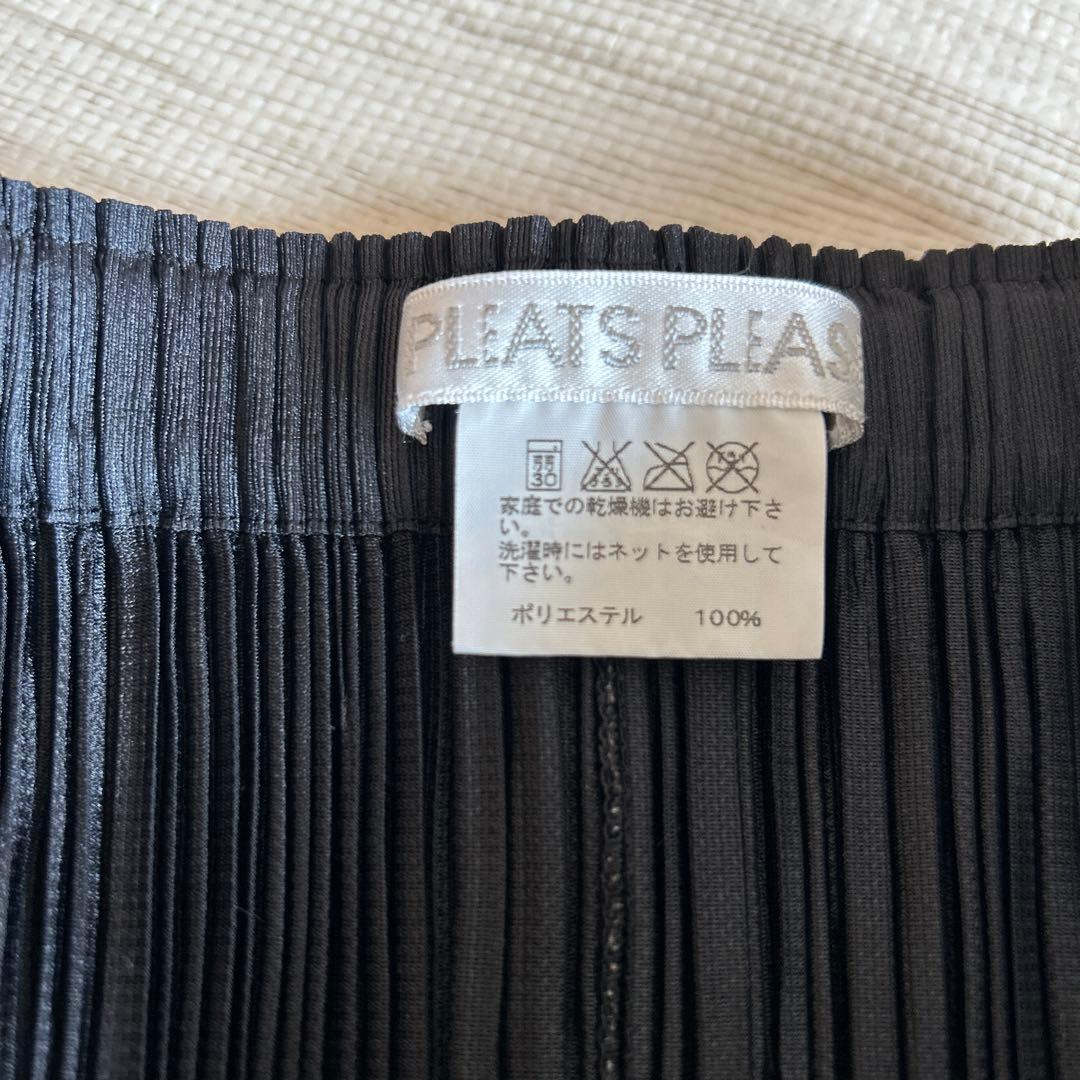 PLEATS PLEAS
弱
30
家庭での乾燥機はお避け下さ
い。
洗濯時にはネットを使用して
下さい。
ポリエステル 100%